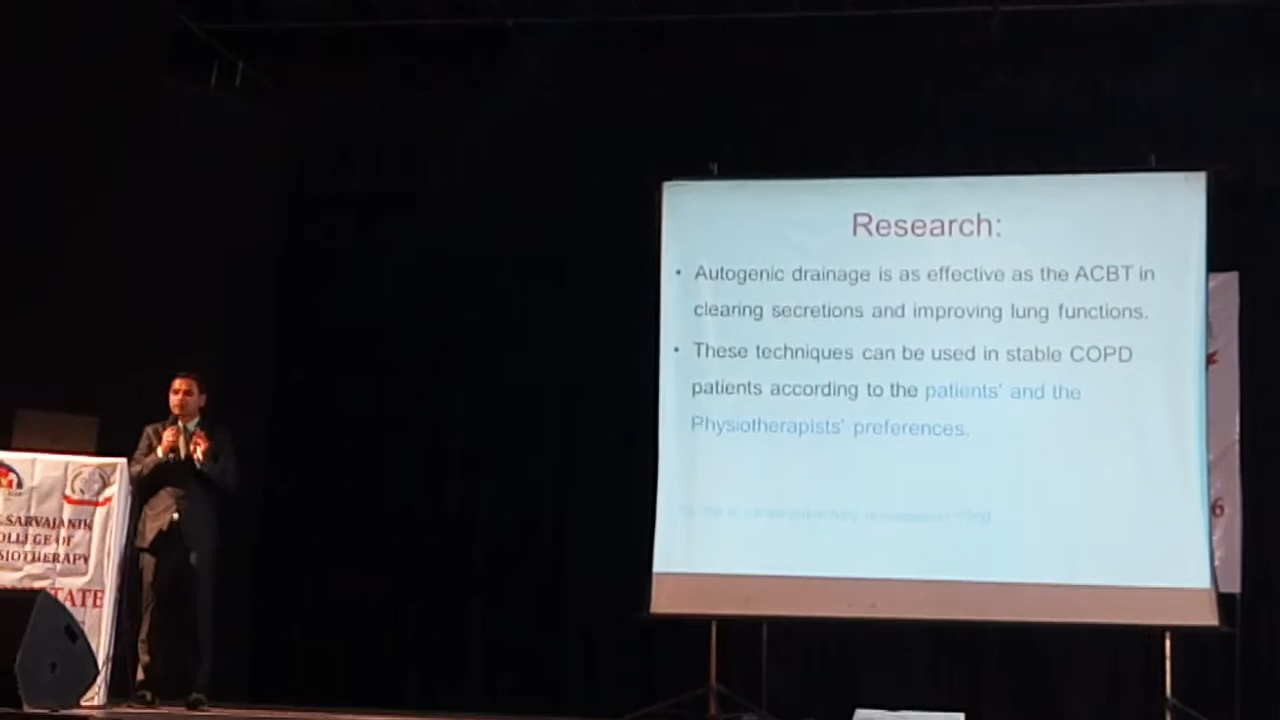 Research:
• Autogenic drainage is as effective as the ACBT in
clearing secretions and improving lung functions.
• These techniques can be used in stable COPD
patients according to the patients' and the
Physiotherapists' preferences.
SARVAJANIK
OLLEGE OF
SIOTHERAPY
TATE
6